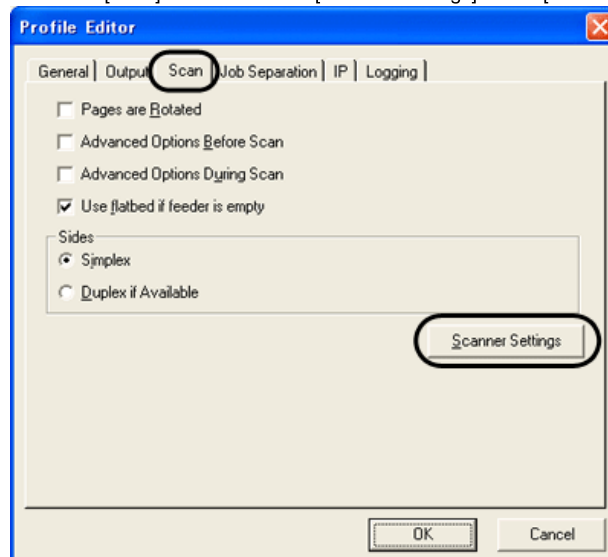 Profile Editor
General Output Scan Job Separation IP Logging
Pages are Rotated
Advanced Options Before Scan
Advanced Options During Scan
Use flatbed if feeder is empty
Sides
Simplex
Duplex if Available
Scanner Settings
OK Cancel